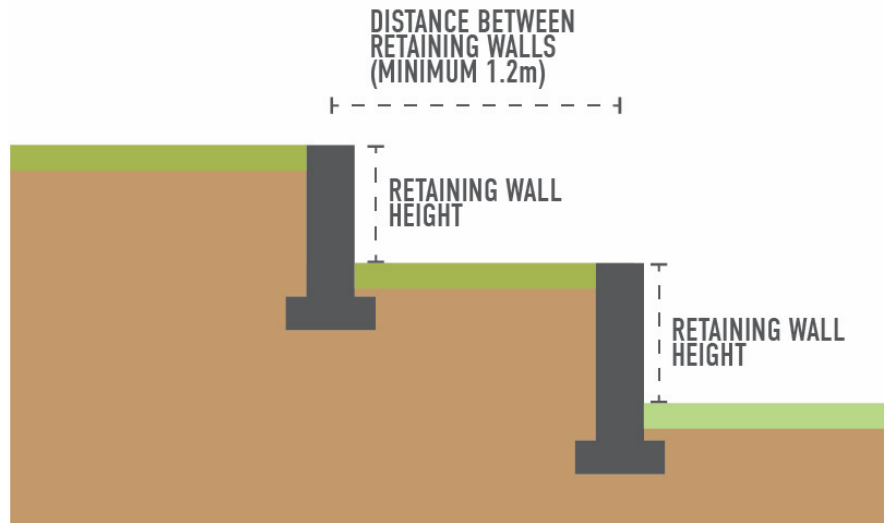 DISTANCE BETWEEN
RETAINING WALLS
(MINIMUM 1.2m)
RETAINING WALL
HEIGHT
RETAINING WALL
HEIGHT